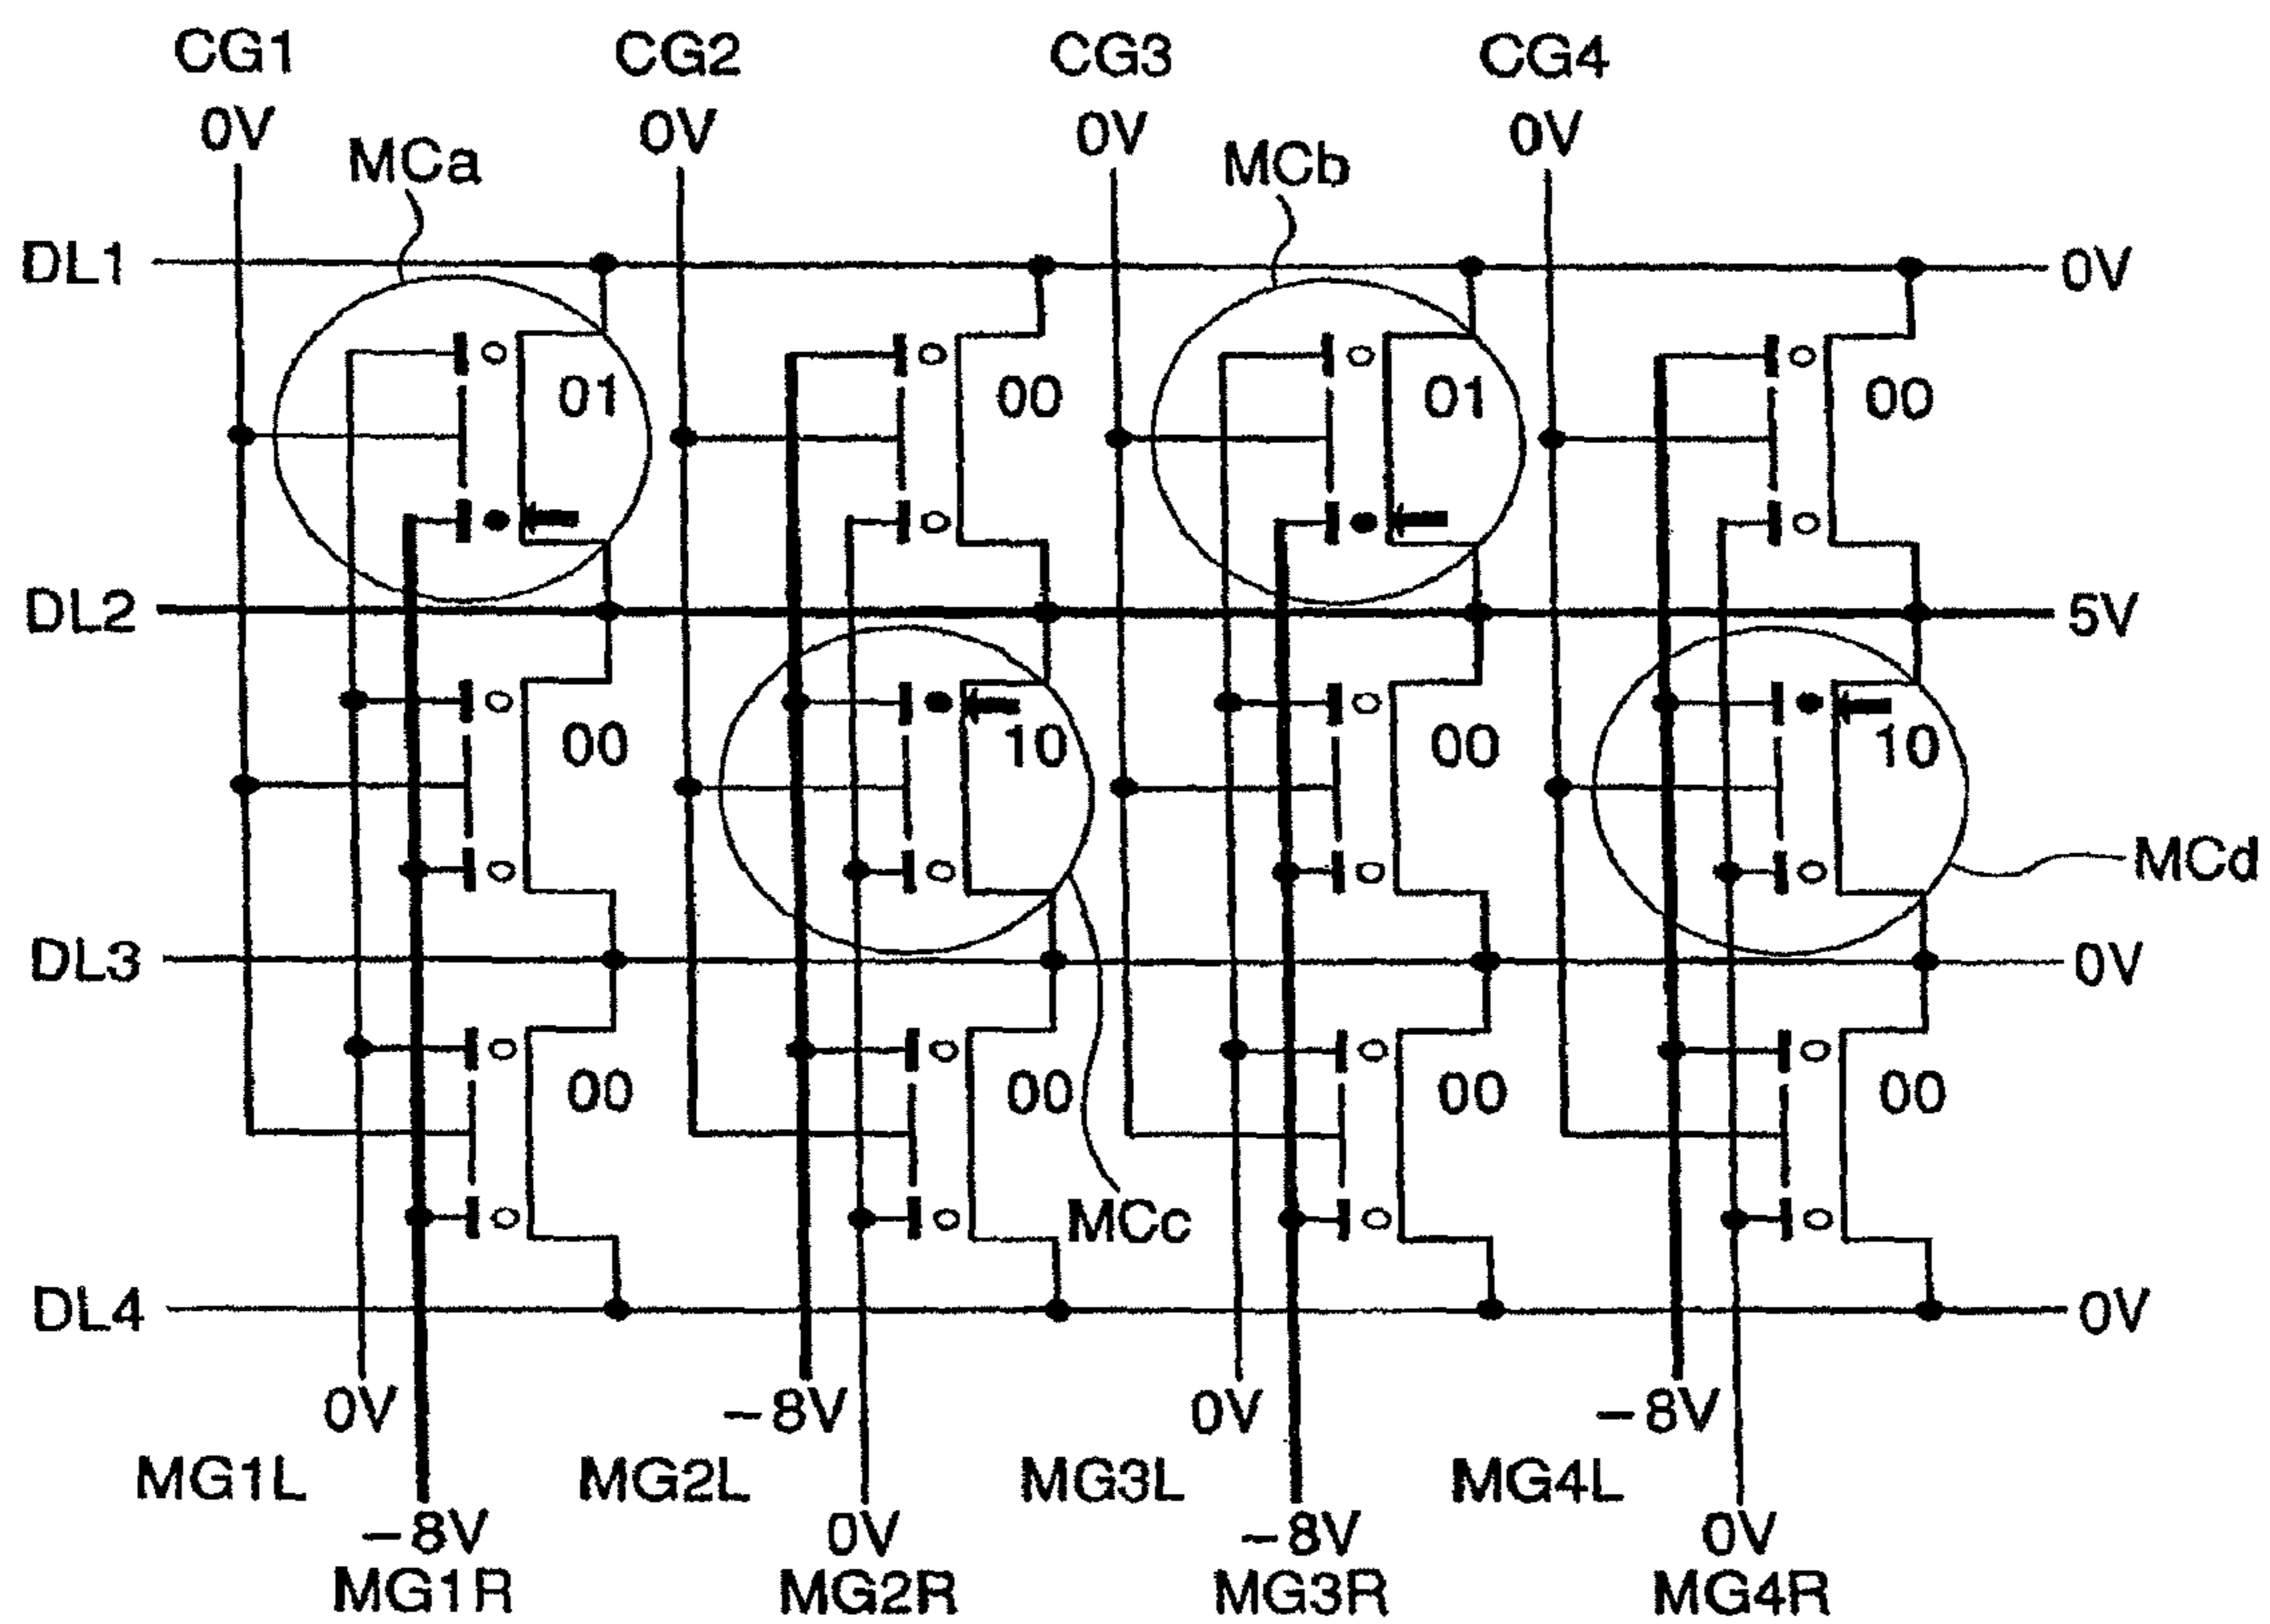 CG1 CG2 CG3 CG4
0V 0V 0V 0V
MCa MCb
DL1 0V
01 00 01 00
DL2 5V
00 10 00 10
MCd
DL3 0V
00 00 00 00
MCc
DL4 0V
0V -8V 0V -8V
MG1L MG2L MG3L MG4L
-8V 0V -8V 0V
MG1R MG2R MG3R MG4R